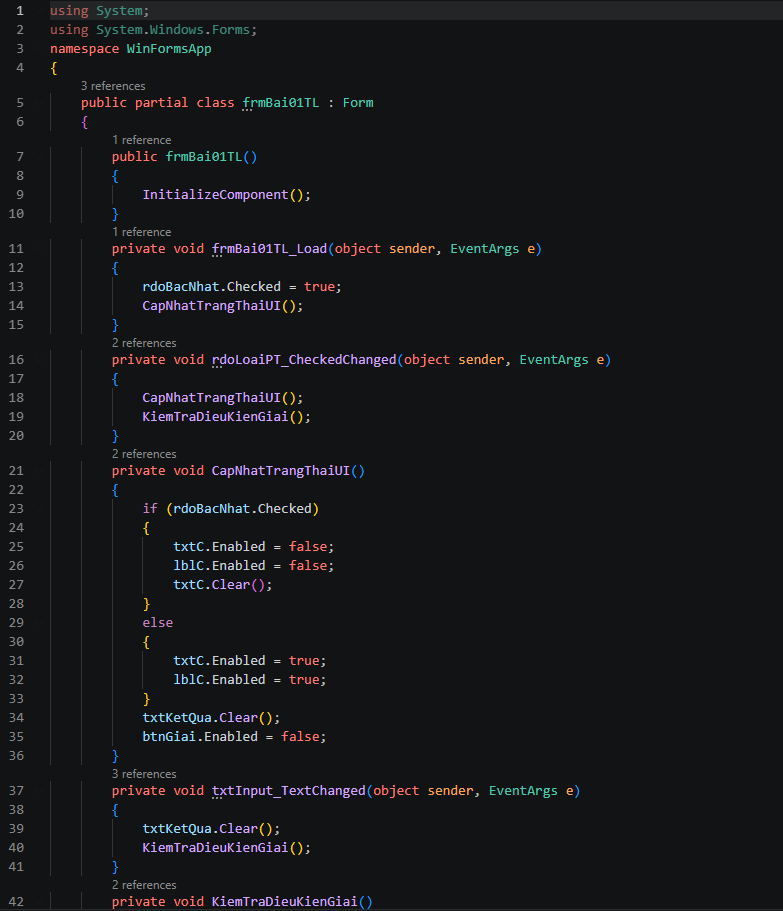 1 using System;
2 using System.Windows.Forms;
3 namespace WinFormsApp
4 {
3 references
5 public partial class frmBai01TL : Form
6 {
1 reference
7 public frmBai01TL()
8 {
9 InitializeComponent();
10 }
1 reference
11 private void frmBai01TL_Load(object sender, EventArgs e)
12 {
13 rdoBacNhat.Checked = true;
14 CapNhatTrangThaiUI();
15 }
2 references
16 private void rdoLoaiPT_CheckedChanged(object sender, EventArgs e)
17 {
18 CapNhatTrangThaiUI();
19 KiemTraDieuKienGiai();
20 }
2 references
21 private void CapNhatTrangThaiUI()
22 {
23 if (rdoBacNhat.Checked)
24 {
25 txtC.Enabled = false;
26 lblC.Enabled = false;
27 txtC.Clear();
28 }
29 else
30 {
31 txtC.Enabled = true;
32 lblC.Enabled = true;
33 }
34 txtKetQua.Clear();
35 btnGiai.Enabled = false;
36 }
3 references
37 private void txtInput_TextChanged(object sender, EventArgs e)
38 {
39 txtKetQua.Clear();
40 KiemTraDieuKienGiai();
41 }
2 references
42 private void KiemTraDieuKienGiai()